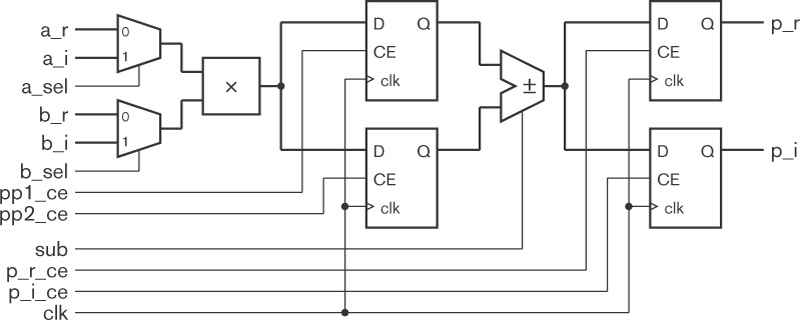 a_r
a_i
a_sel
b_r
b_i
b_sel
pp1_ce
pp2_ce
sub
p_r_ce
p_i_ce
clk
0
1
0
1
×
D Q
CE
clk
D Q
CE
clk
±
D Q
CE
clk
D Q
CE
clk
p_r
p_i